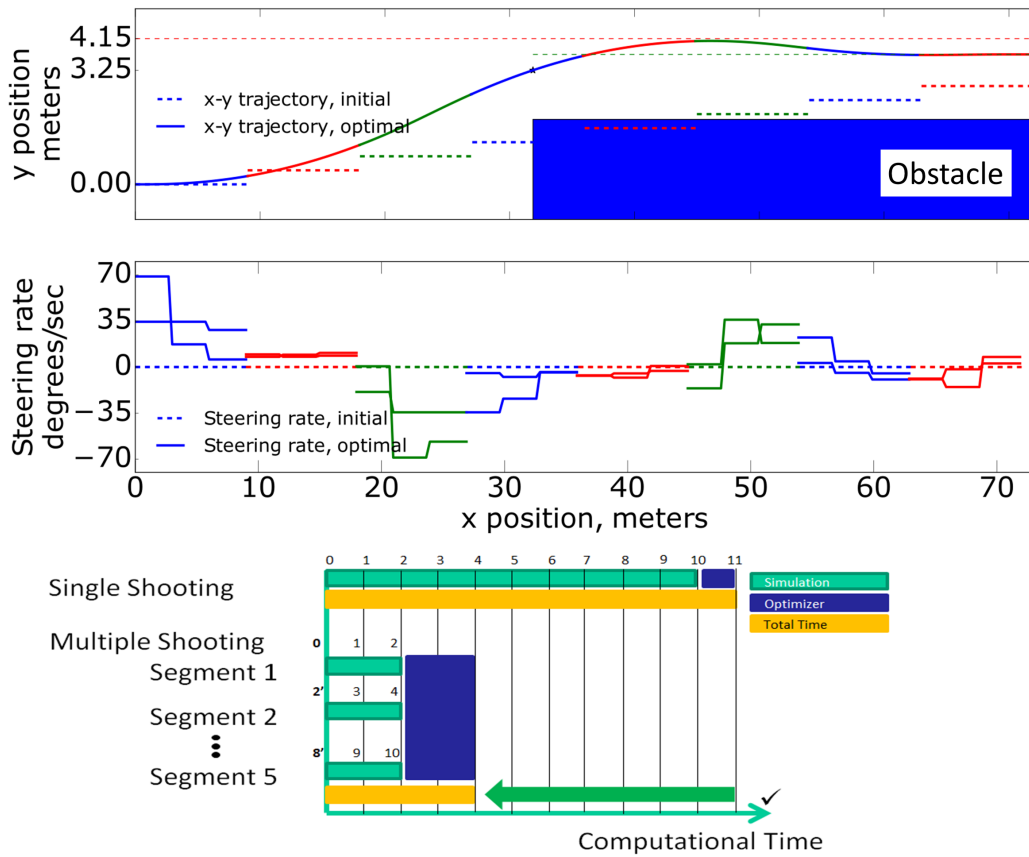 4.15
3.25
0.00
y position
meters
x-y trajectory, initial
x-y trajectory, optimal
Obstacle
70
35
0
−35
−70
Steering rate
degrees/sec
Steering rate, initial
Steering rate, optimal
0 10 20 30 40 50 60 70
x position, meters
0 1 2 3 4 5 6 7 8 9 10 11
Single Shooting
Simulation
Optimizer
Total Time
Multiple Shooting
0 1 2
Segment 1
2’ 3 4
Segment 2
8’ 9 10
Segment 5
Computational Time